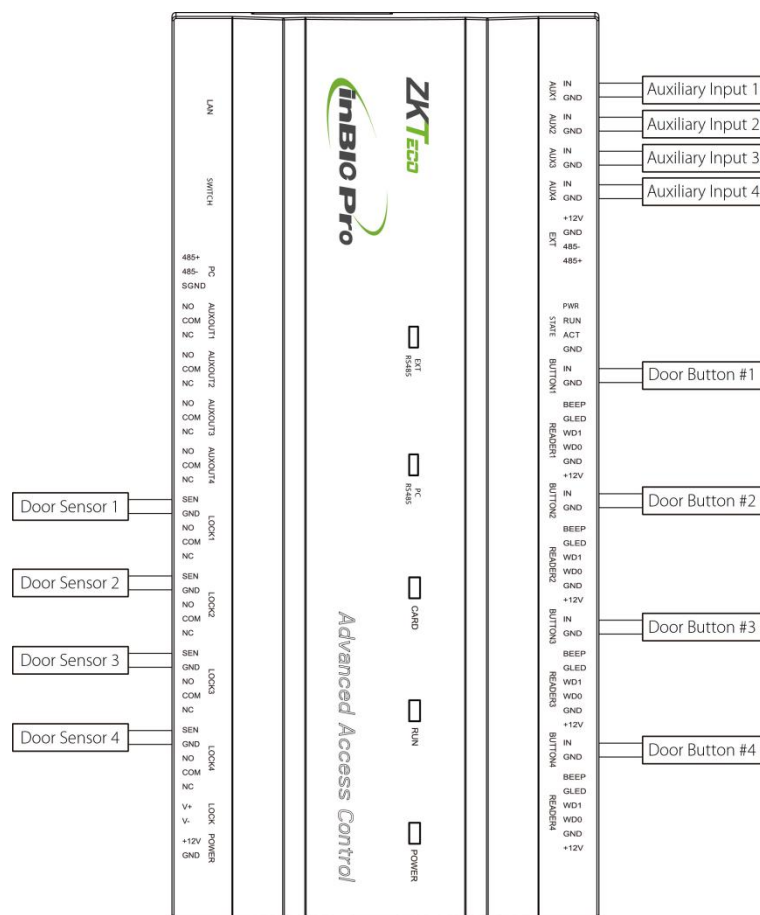 LAN
SWITCH
485+
485-
SGND
PC
NO
COM
NC
AUXOUT1
NO
COM
NC
AUXOUT2
NO
COM
NC
AUXOUT3
NO
COM
NC
AUXOUT4
Door Sensor 1
SEN
GND
NO
COM
NC
LOCK1
Door Sensor 2
SEN
GND
NO
COM
NC
LOCK2
Door Sensor 3
SEN
GND
NO
COM
NC
LOCK3
Door Sensor 4
SEN
GND
NO
COM
NC
LOCK4
V+
V-
LOCK
+12V
GND
POWER
ZKTECO
inBIO Pro
EXT
RS485
PC
RS485
CARD
RUN
POWER
Advanced Access Control
AUX1
IN
GND
Auxiliary Input 1
AUX2
IN
GND
Auxiliary Input 2
AUX3
IN
GND
Auxiliary Input 3
AUX4
IN
GND
Auxiliary Input 4
EXT
+12V
GND
485-
485+
STATE
PWR
RUN
ACT
GND
BUTTON1
IN
GND
Door Button #1
READER1
BEEP
GLED
WD1
WD0
GND
+12V
BUTTON2
IN
GND
Door Button #2
READER2
BEEP
GLED
WD1
WD0
GND
+12V
BUTTON3
IN
GND
Door Button #3
READER3
BEEP
GLED
WD1
WD0
GND
+12V
BUTTON4
IN
GND
Door Button #4
READER4
BEEP
GLED
WD1
WD0
GND
+12V